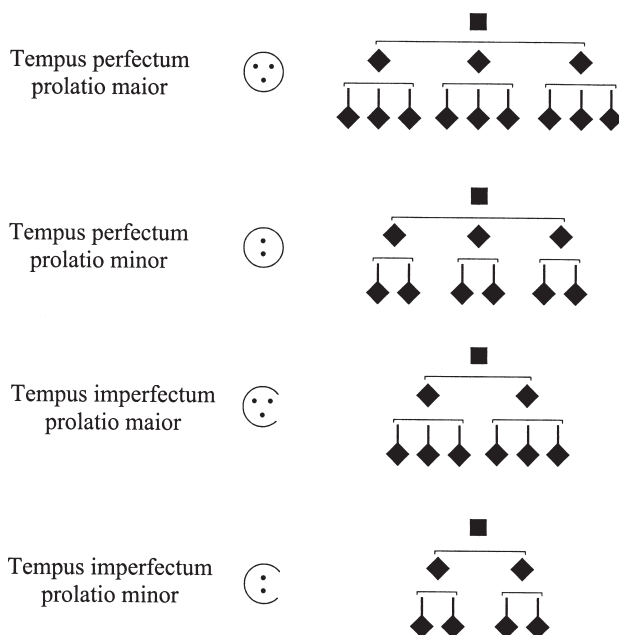 Tempus perfectum
prolatio maior
Tempus perfectum
prolatio minor
Tempus imperfectum
prolatio maior
Tempus imperfectum
prolatio minor